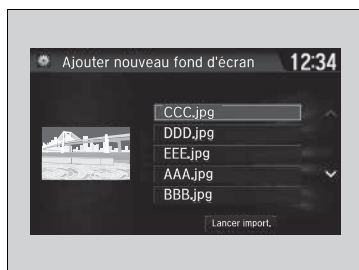 Ajouter nouveau fond d'écran 12:34
CCC.jpg
DDD.jpg
EEE.jpg
AAA.jpg
BBB.jpg
Lancer import.